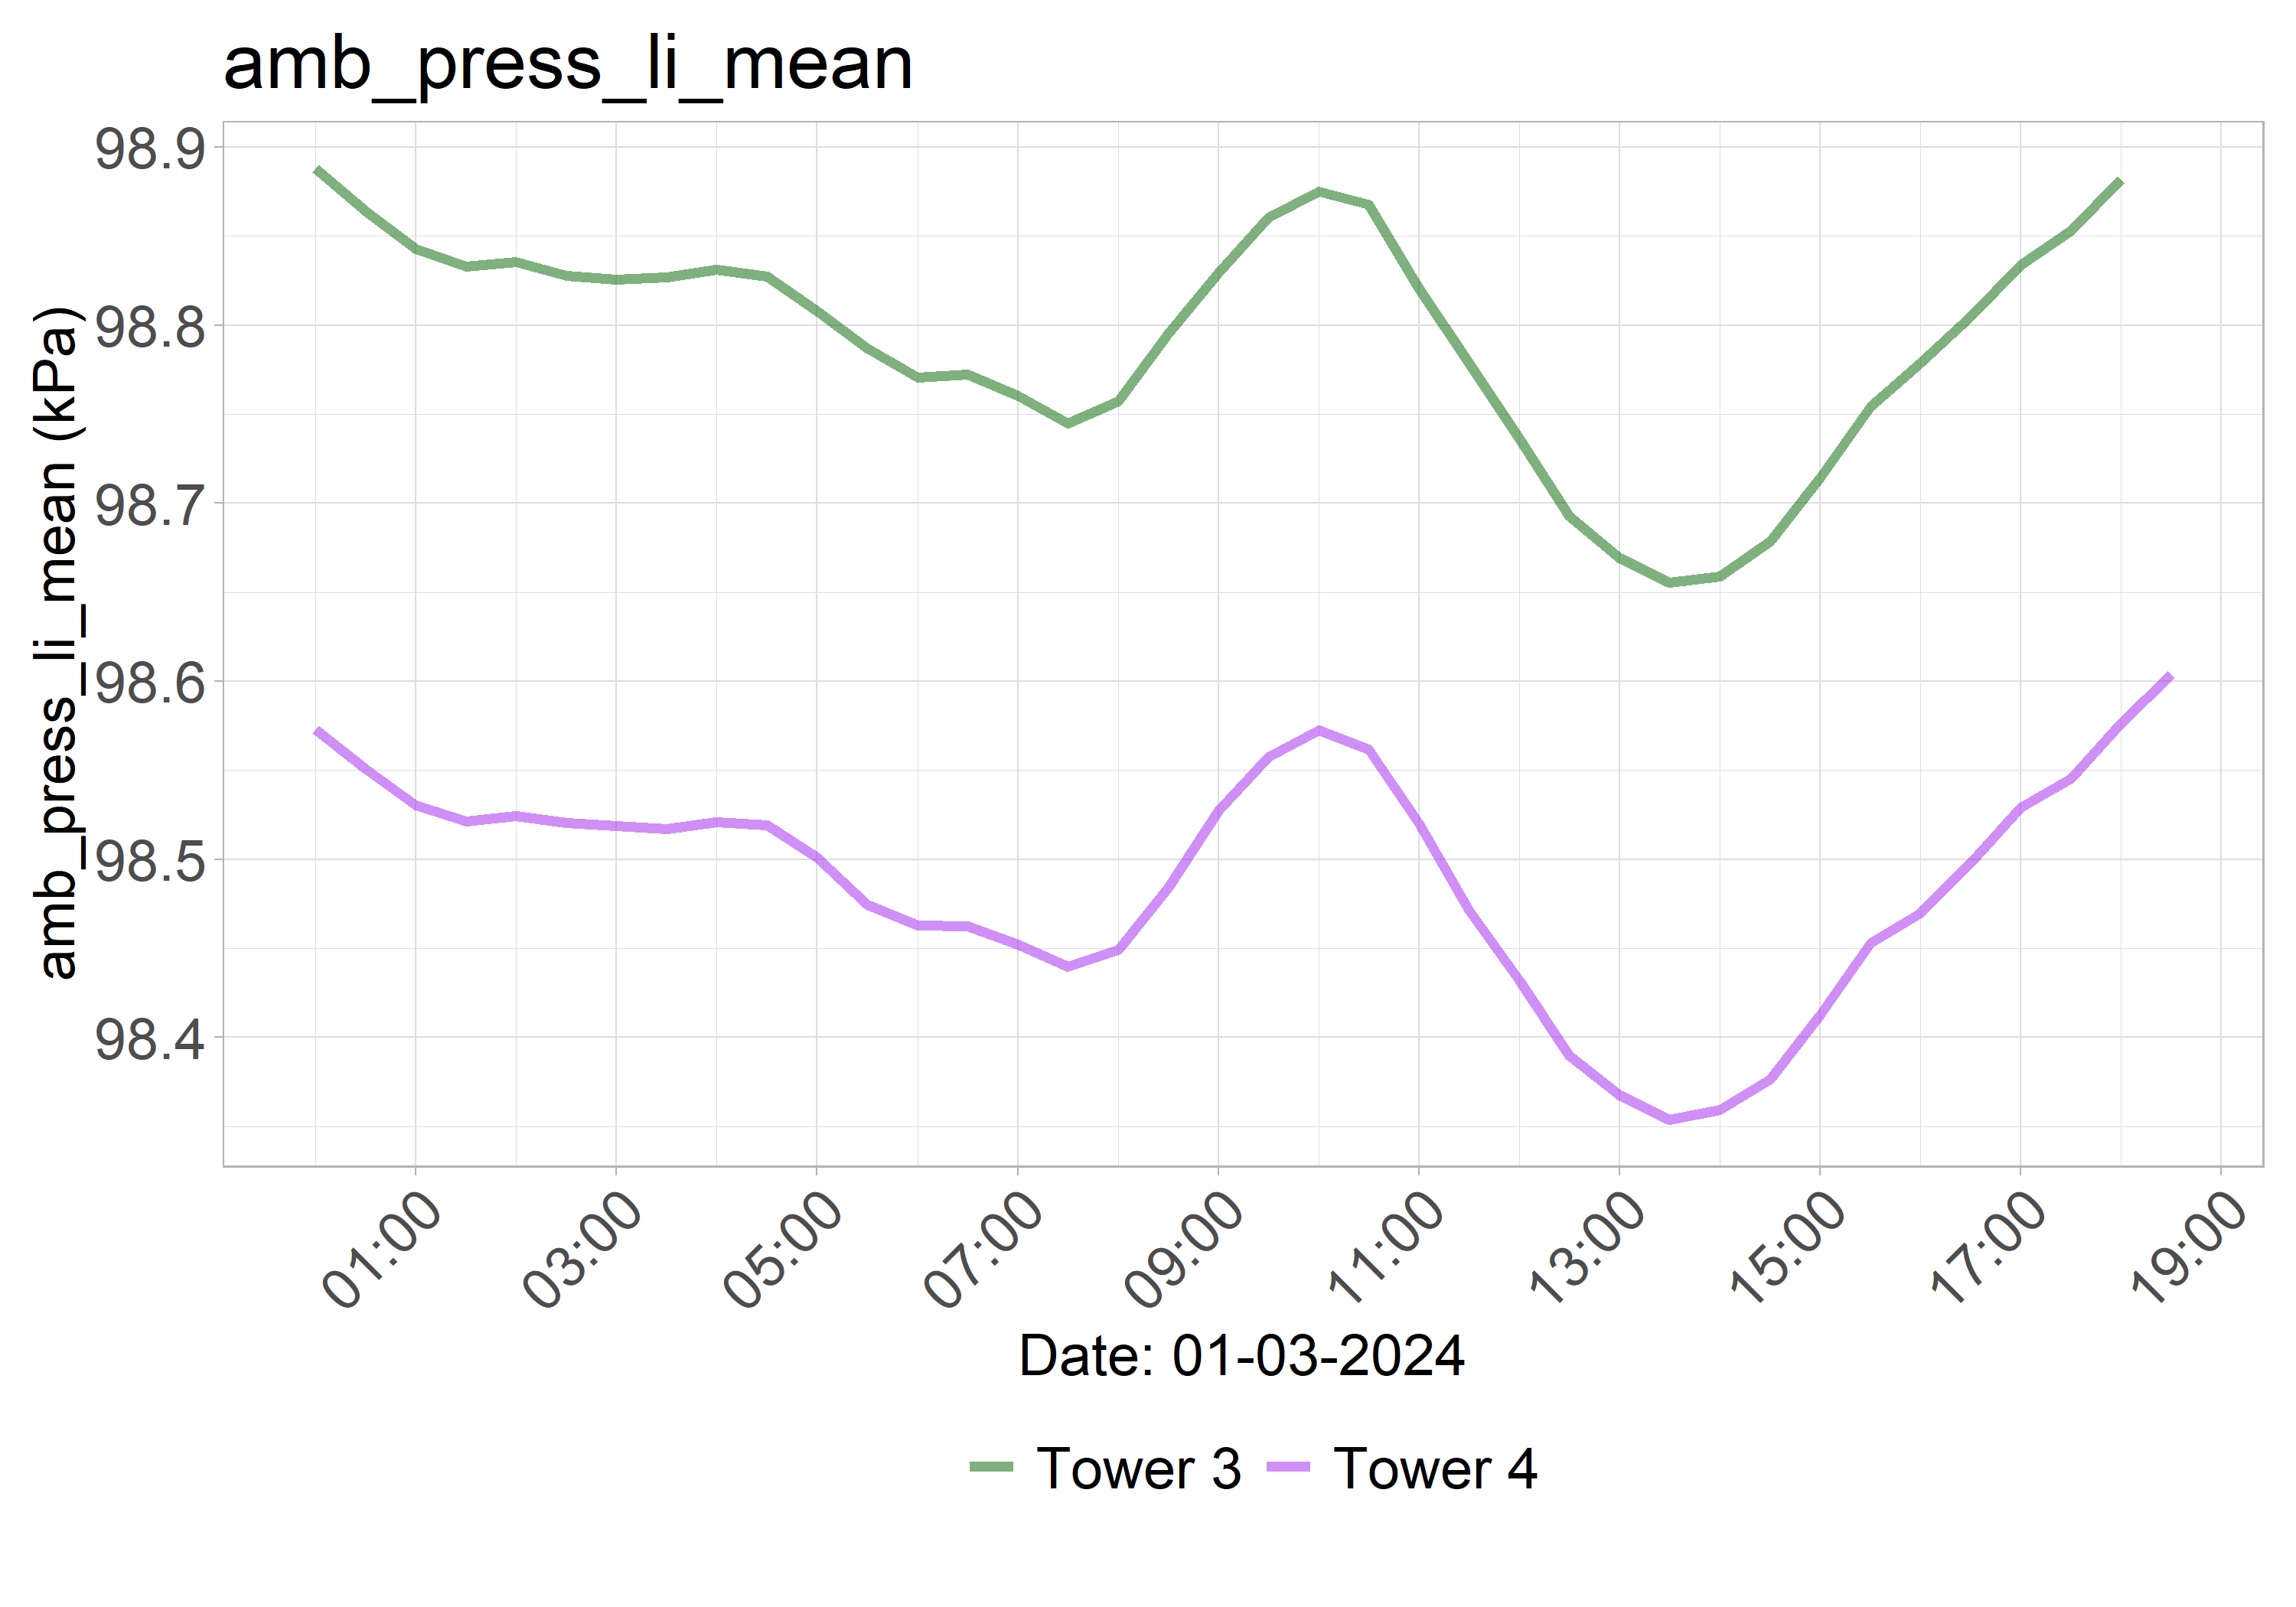 amb_press_li_mean
amb_press_li_mean (kPa)
98.9
98.8
98.7
98.6
98.5
98.4
01:00 03:00 05:00 07:00 09:00 11:00 13:00 15:00 17:00 19:00
Date: 01-03-2024
Tower 3 Tower 4